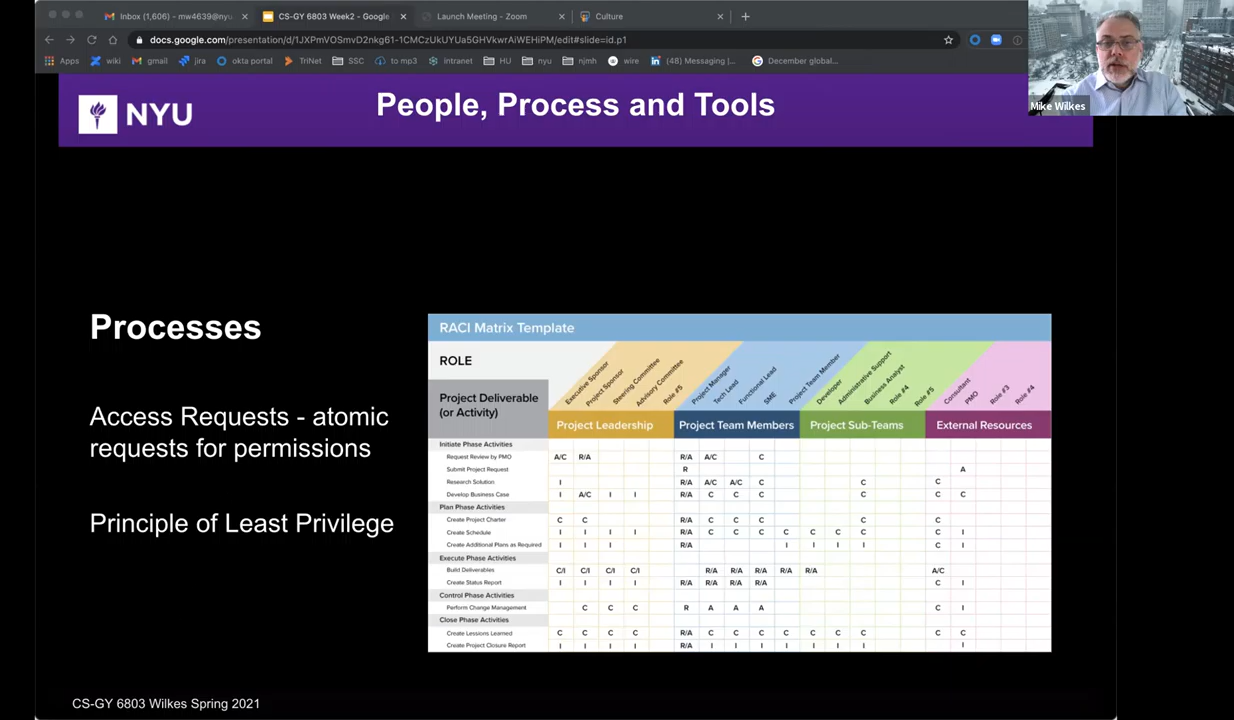 Inbox (1,606) - mw4639@nyu
CS-GY 6803 Week2 - Google
Launch Meeting - Zoom
Culture
docs.google.com/presentation/d/1JXPmVOSmvD2nkg61-1CMCzUkUYUa5GHVkwrAiWEHiPM/edit#slide=id.p1
Apps wiki gmail jira okta portal TriNet SSC to mp3 intranet HU nyu njmh wire (48) Messaging |... December global...
Mike Wilkes
NYU
People, Process and Tools
Processes
Access Requests - atomic
requests for permissions
Principle of Least Privilege
RACI Matrix Template
ROLE
Executive Sponsor
Project Sponsor
Steering Committee
Advisory Committee
Role #5
Project Manager
Tech Lead
Functional Lead
SME
Project Team Member
Developer
Administrative Support
Business Analyst
Role #4
Role #5
Consultant
PMO
Role #3
Role #4
Project Deliverable
(or Activity)
Project Leadership
Project Team Members
Project Sub-Teams
External Resources
Initiate Phase Activities
Request Review by PMO A/C R/A R/A A/C C
Submit Project Request R A
Research Solution I R/A A/C A/C C C C
Develop Business Case I A/C I I R/A C C C C C C
Plan Phase Activities
Create Project Charter C C R/A C C C C C
Create Schedule I I I I R/A C C C C C C C C I
Create Additional Plans as Required I I I R/A I I I I C I
Execute Phase Activities
Build Deliverables C/I C/I C/I C/I R/A R/A R/A R/A R/A A/C
Create Status Report I I I I R/A R/A R/A R/A C I
Control Phase Activities
Perform Change Management C C C R A A A C I
Close Phase Activities
Create Lessions Learned C C C C R/A C C C C C C C C C
Create Project Closure Report I I I I R/A I I I I I I I I
CS-GY 6803 Wilkes Spring 2021